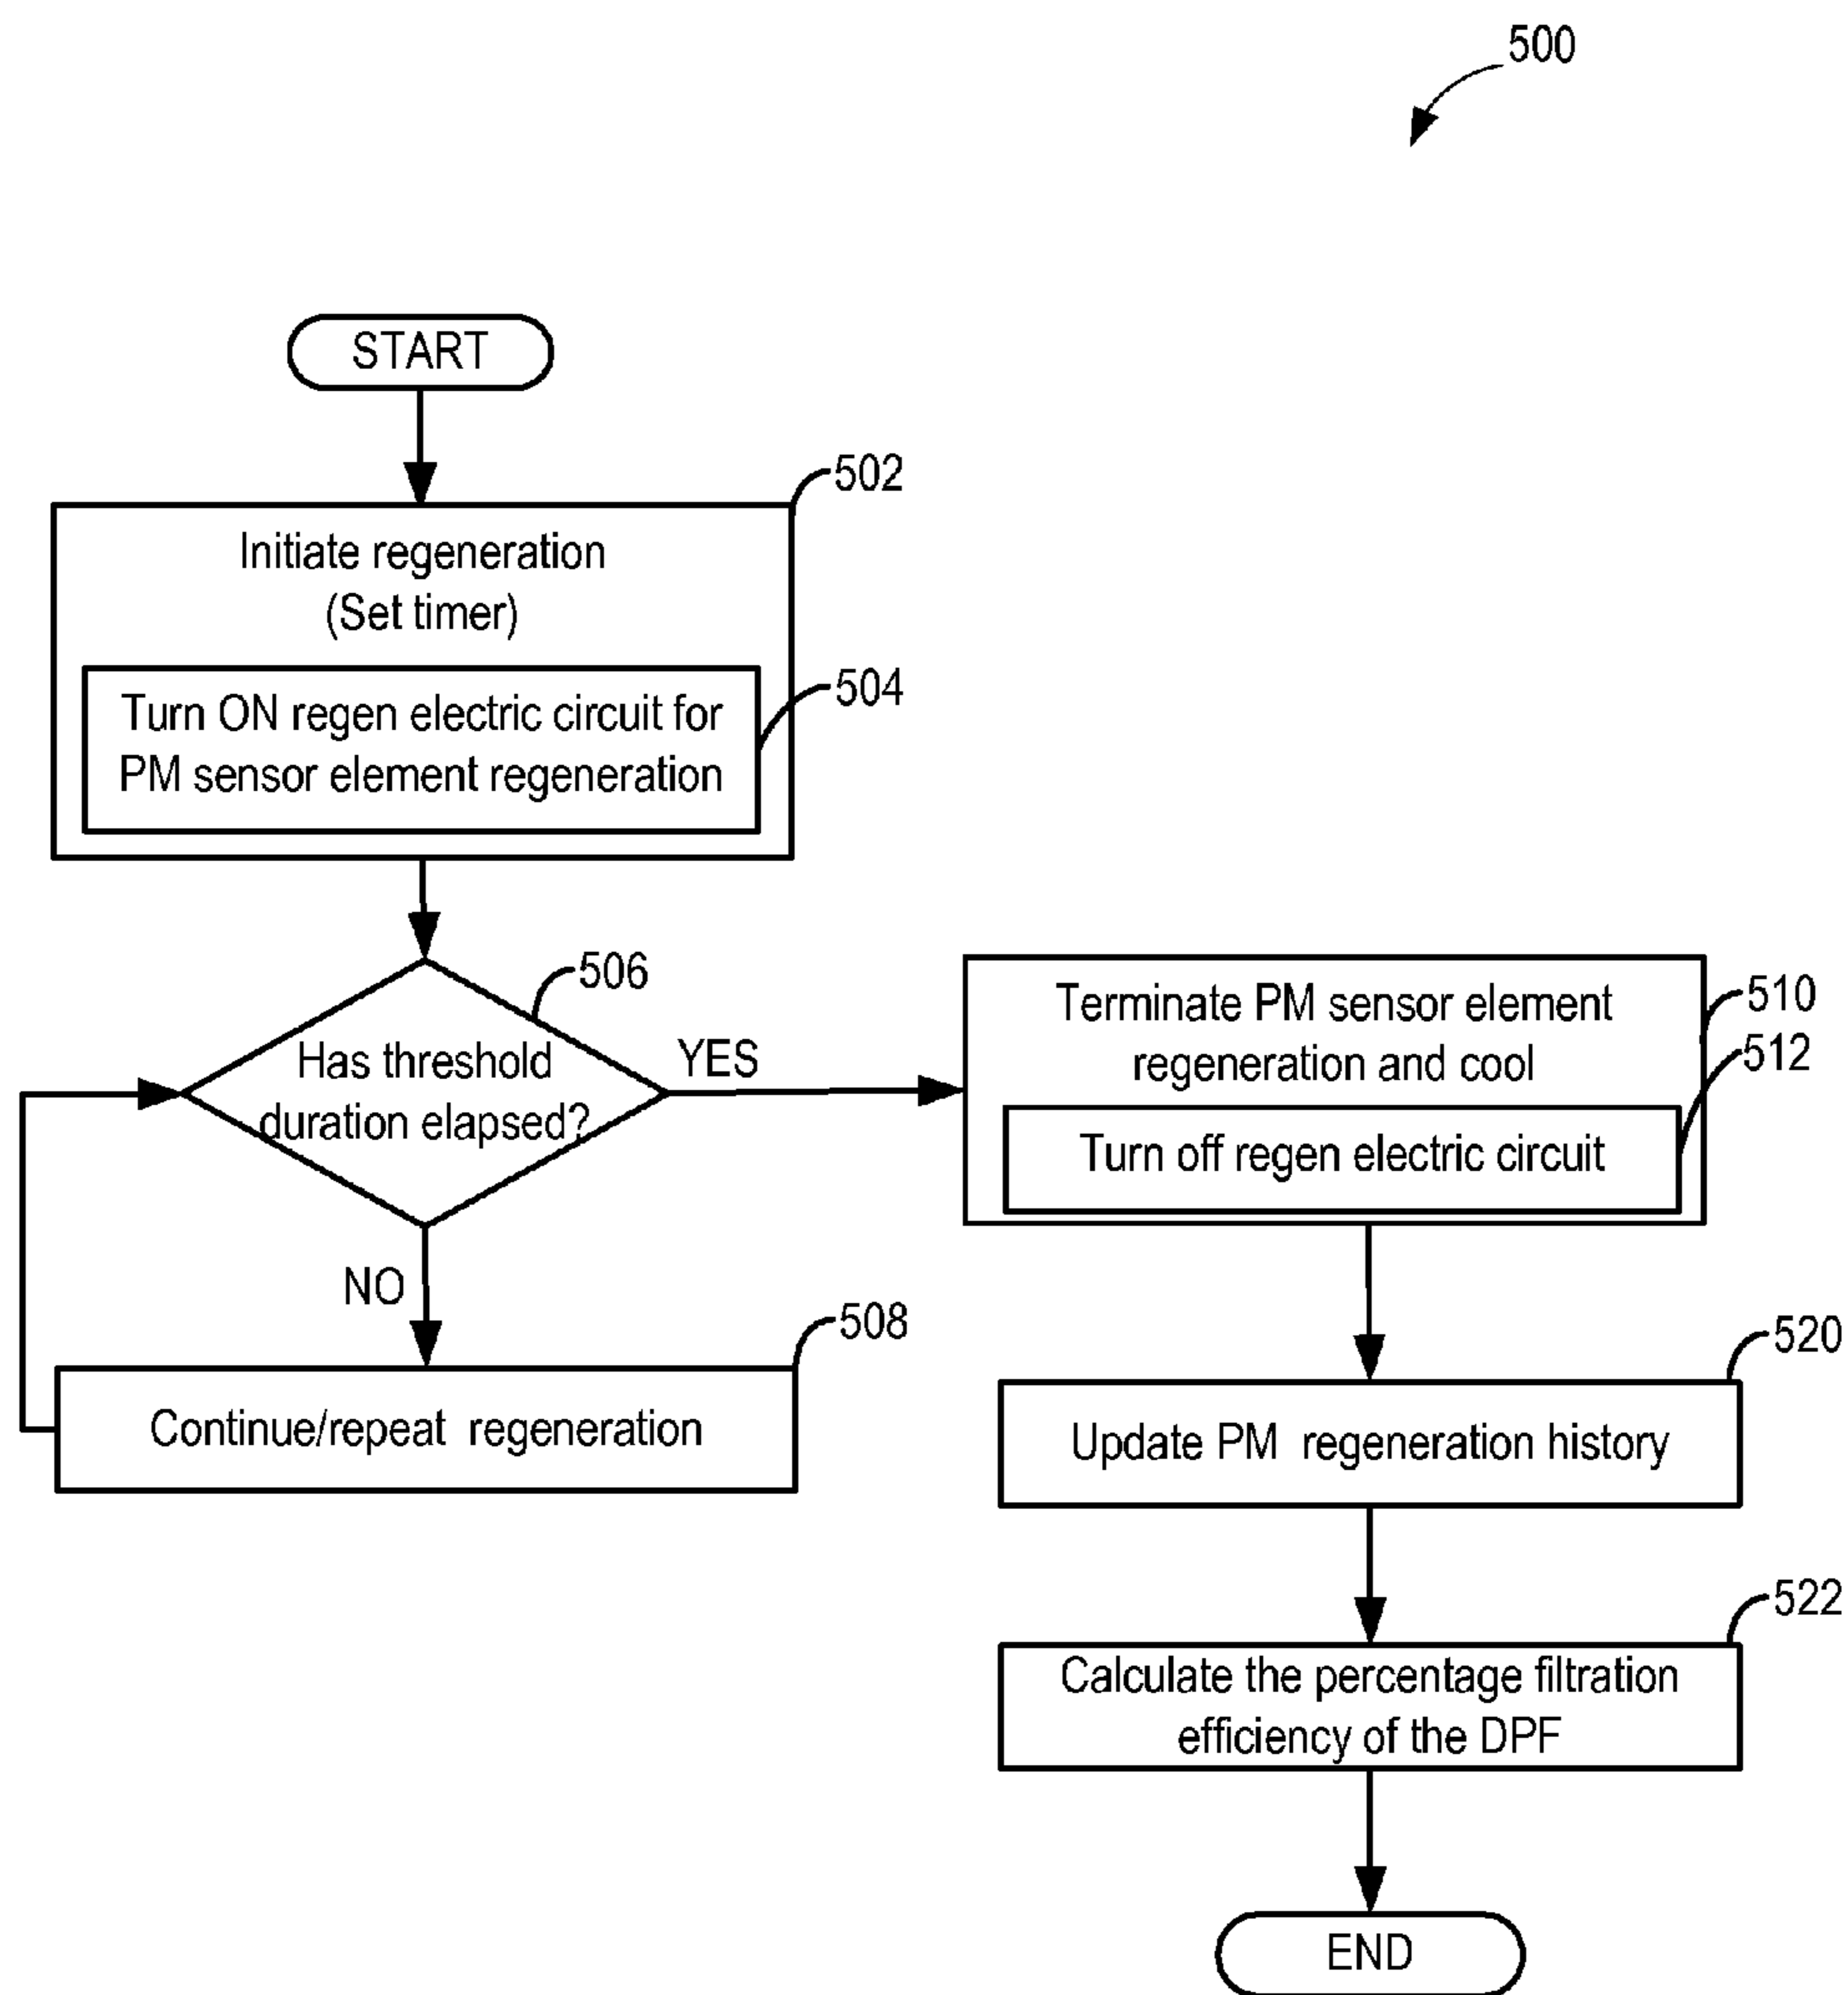 500
START
502
Initiate regeneration
(Set timer)
504
Turn ON regen electric circuit for
PM sensor element regeneration
506
Has threshold
duration elapsed?
YES
NO
508
Continue/repeat regeneration
510
Terminate PM sensor element
regeneration and cool
512
Turn off regen electric circuit
520
Update PM regeneration history
522
Calculate the percentage filtration
efficiency of the DPF
END